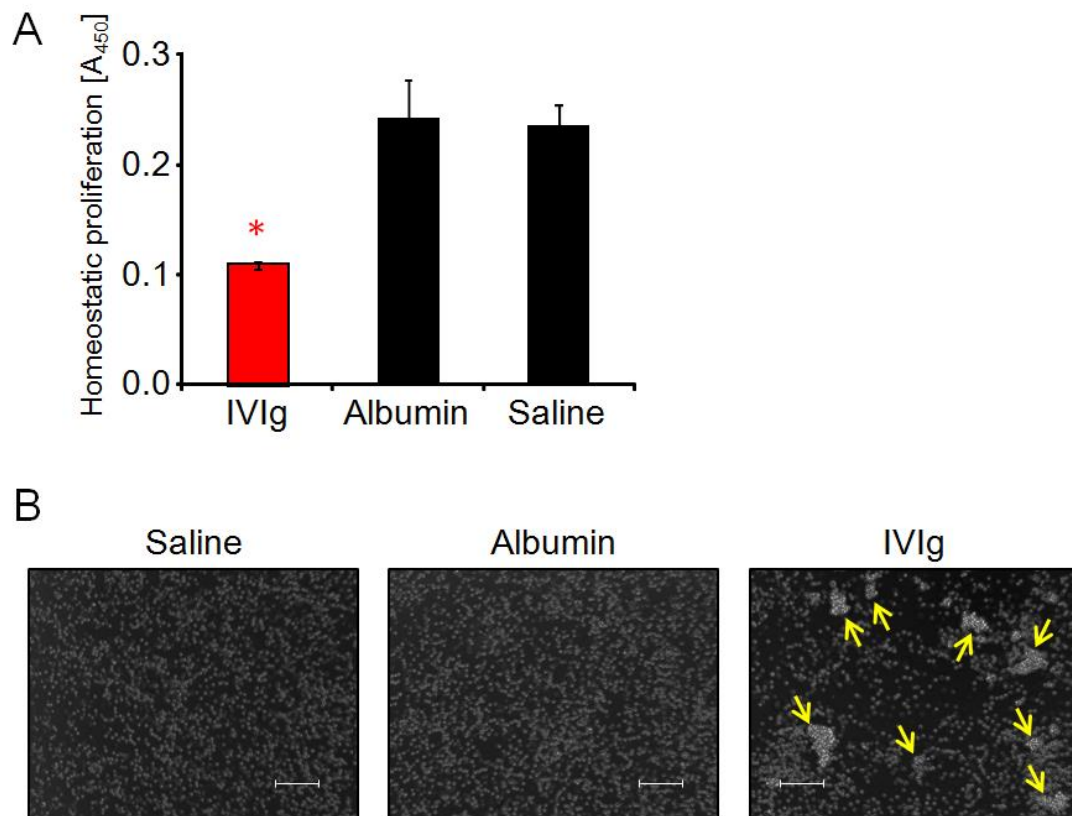 A
Homeostatic proliferation [A450]
0.3
0.2
0.1
0.0
*
IVIg Albumin Saline
B
Saline Albumin IVIg